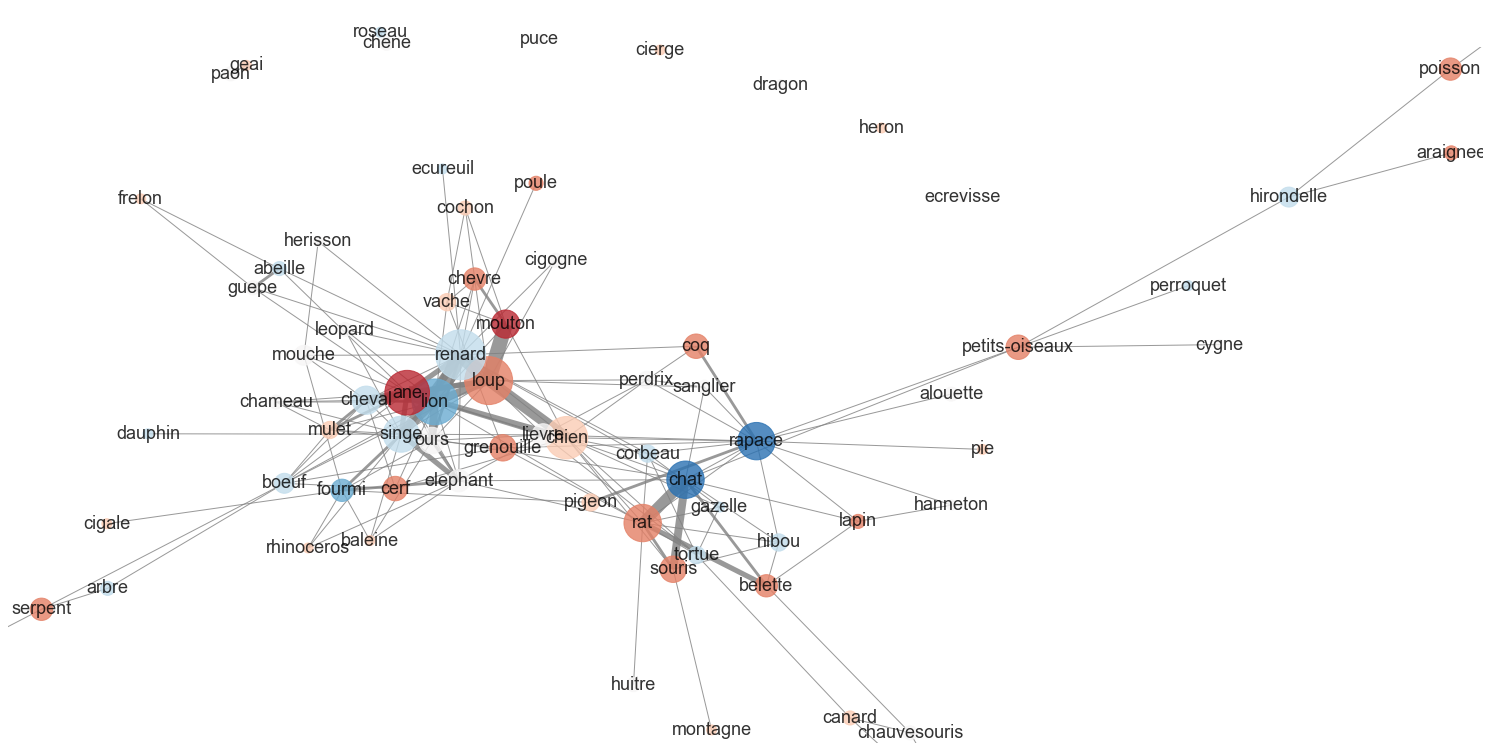 roseau
chene
puce
cierge
geai
paon
poisson
dragon
heron
araignee
ecureuil
poule
frelon
ecrevisse
hirondelle
cochon
herisson
cigogne
abeille
chevre
guepe
perroquet
vache
mouton
leopard
cygne
coq
petits-oiseaux
mouche
renard
loup
perdrix
sanglier
ane
alouette
cheval
lion
chameau
mulet
dauphin
singe
lievre
chien
ours
rapace
grenouille
pie
corbeau
elephant
chat
boeuf
fourmi
cerf
pigeon
gazelle
hanneton
cigale
rat
lapin
baleine
hibou
rhinoceros
tortue
souris
arbre
belette
serpent
huitre
canard
montagne
chauvesouris